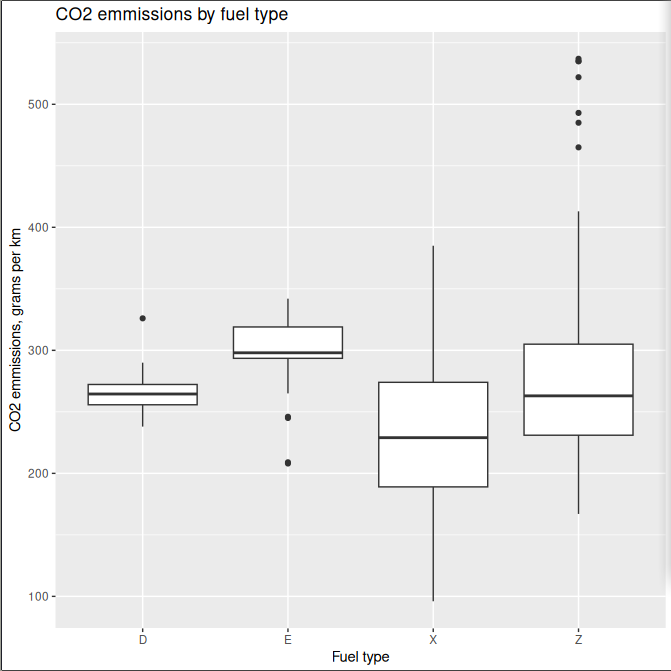 CO2 emmissions by fuel type
CO2 emmissions, grams per km
500
400
300
200
100
D E X Z
Fuel type